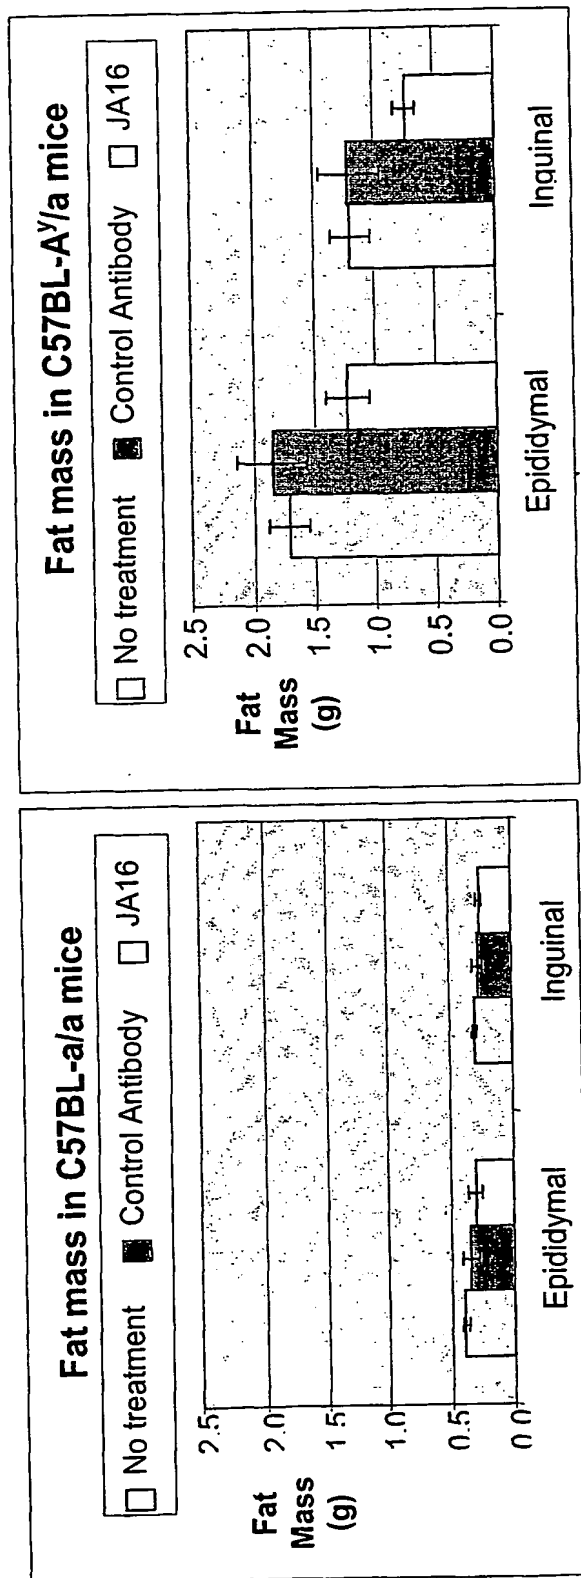 Fat mass in C57BL-a/a mice
No treatment Control Antibody JA16
Fat
Mass
(g)
2.5
2.0
1.5
1.0
0.5
0.0
Epididymal Inguinal
Fat mass in C57BL-Aʸ/a mice
No treatment Control Antibody JA16
Fat
Mass
(g)
2.5
2.0
1.5
1.0
0.5
0.0
Epididymal Inguinal